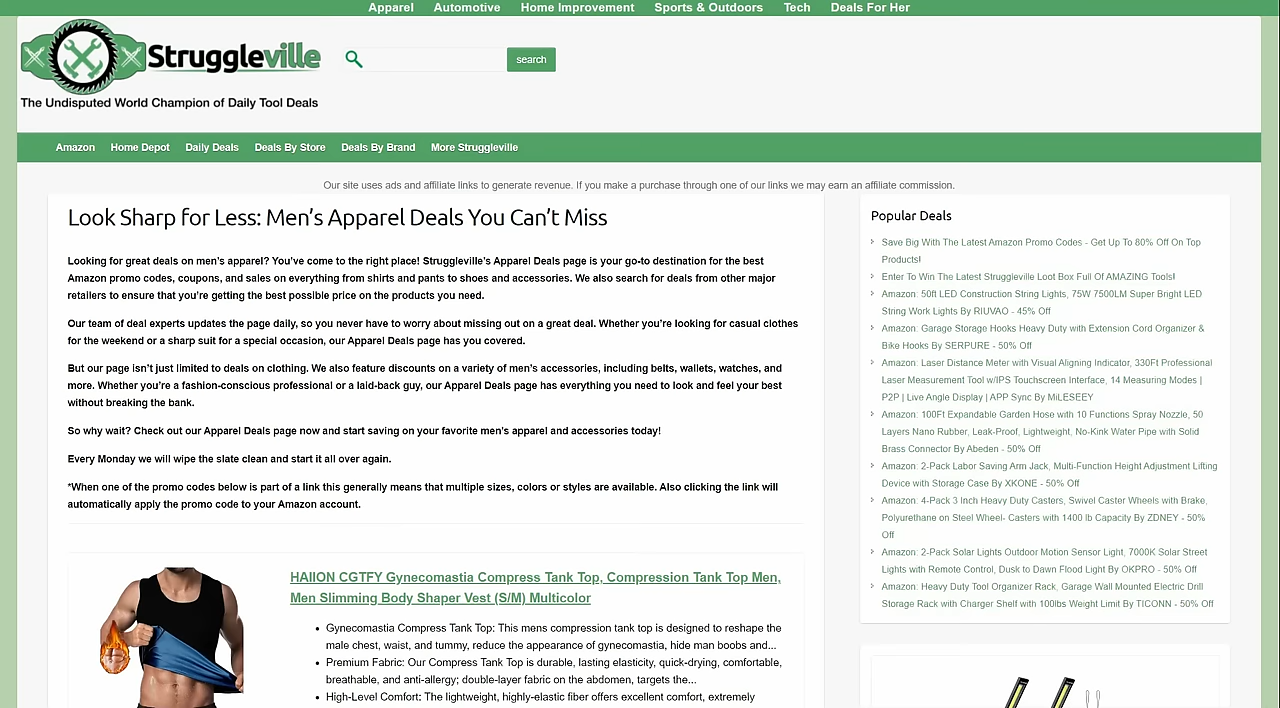 Apparel Automotive Home Improvement Sports & Outdoors Tech Deals For Her
Struggleville
search
The Undisputed World Champion of Daily Tool Deals
Amazon Home Depot Daily Deals Deals By Store Deals By Brand More Struggleville
Our site uses ads and affiliate links to generate revenue. If you make a purchase through one of our links we may earn an affiliate commission.
Look Sharp for Less: Men's Apparel Deals You Can't Miss
Looking for great deals on men's apparel? You've come to the right place! Struggleville's Apparel Deals page is your go-to destination for the best
Amazon promo codes, coupons, and sales on everything from shirts and pants to shoes and accessories. We also search for deals from other major
retailers to ensure that you're getting the best possible price on the products you need.
Our team of deal experts updates the page daily, so you never have to worry about missing out on a great deal. Whether you're looking for casual clothes
for the weekend or a sharp suit for a special occasion, our Apparel Deals page has you covered.
But our page isn't just limited to deals on clothing. We also feature discounts on a variety of men's accessories, including belts, wallets, watches, and
more. Whether you're a fashion-conscious professional or a laid-back guy, our Apparel Deals page has everything you need to look and feel your best
without breaking the bank.
So why wait? Check out our Apparel Deals page now and start saving on your favorite men's apparel and accessories today!
Every Monday we will wipe the slate clean and start it all over again.
*When one of the promo codes below is part of a link this generally means that multiple sizes, colors or styles are available. Also clicking the link will
automatically apply the promo code to your Amazon account.
HAIION CGTFY Gynecomastia Compress Tank Top, Compression Tank Top Men,
Men Slimming Body Shaper Vest (S/M) Multicolor
Gynecomastia Compress Tank Top: This mens compression tank top is designed to reshape the
male chest, waist, and tummy, reduce the appearance of gynecomastia, hide man boobs and...
Premium Fabric: Our Compress Tank Top is durable, lasting elasticity, quick-drying, comfortable,
breathable, and anti-allergy; double-layer fabric on the abdomen, targets the...
High-Level Comfort: The lightweight, highly-elastic fiber offers excellent comfort, extremely
Popular Deals
Save Big With The Latest Amazon Promo Codes - Get Up To 80% Off On Top
Products!
Enter To Win The Latest Struggleville Loot Box Full Of AMAZING Tools!
Amazon: 50ft LED Construction String Lights, 75W 7500LM Super Bright LED
String Work Lights By RIUVAO - 45% Off
Amazon: Garage Storage Hooks Heavy Duty with Extension Cord Organizer &
Bike Hooks By SERPURE - 50% Off
Amazon: Laser Distance Meter with Visual Aligning Indicator, 330Ft Professional
Laser Measurement Tool w/IPS Touchscreen Interface, 14 Measuring Modes |
P2P | Live Angle Display | APP Sync By MiLESEEY
Amazon: 100Ft Expandable Garden Hose with 10 Functions Spray Nozzle, 50
Layers Nano Rubber, Leak-Proof, Lightweight, No-Kink Water Pipe with Solid
Brass Connector By Abeden - 50% Off
Amazon: 2-Pack Labor Saving Arm Jack, Multi-Function Height Adjustment Lifting
Device with Storage Case By XKONE - 50% Off
Amazon: 4-Pack 3 Inch Heavy Duty Casters, Swivel Caster Wheels with Brake,
Polyurethane on Steel Wheel- Casters with 1400 lb Capacity By ZDNEY - 50%
Off
Amazon: 2-Pack Solar Lights Outdoor Motion Sensor Light, 7000K Solar Street
Lights with Remote Control, Dusk to Dawn Flood Light By OKPRO - 50% Off
Amazon: Heavy Duty Tool Organizer Rack, Garage Wall Mounted Electric Drill
Storage Rack with Charger Shelf with 100lbs Weight Limit By TICONN - 50% Off